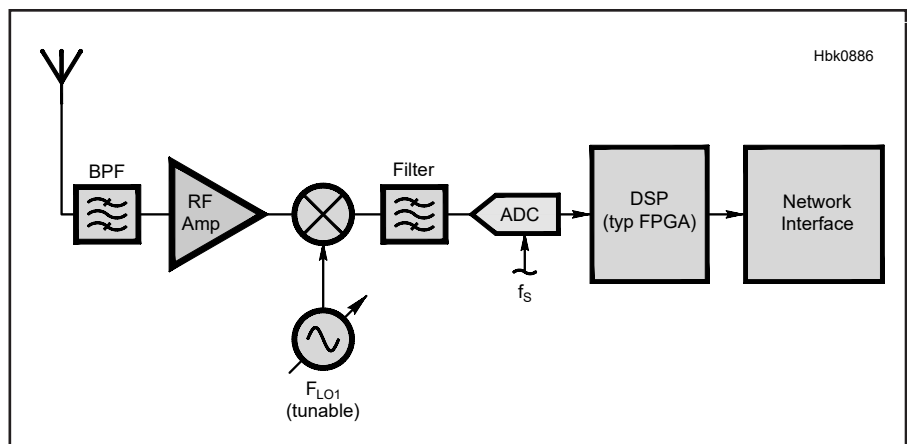 Hbk0886
BPF
RF
Amp
Filter
ADC
DSP
(typ FPGA)
Network
Interface
fS
FLO1
(tunable)